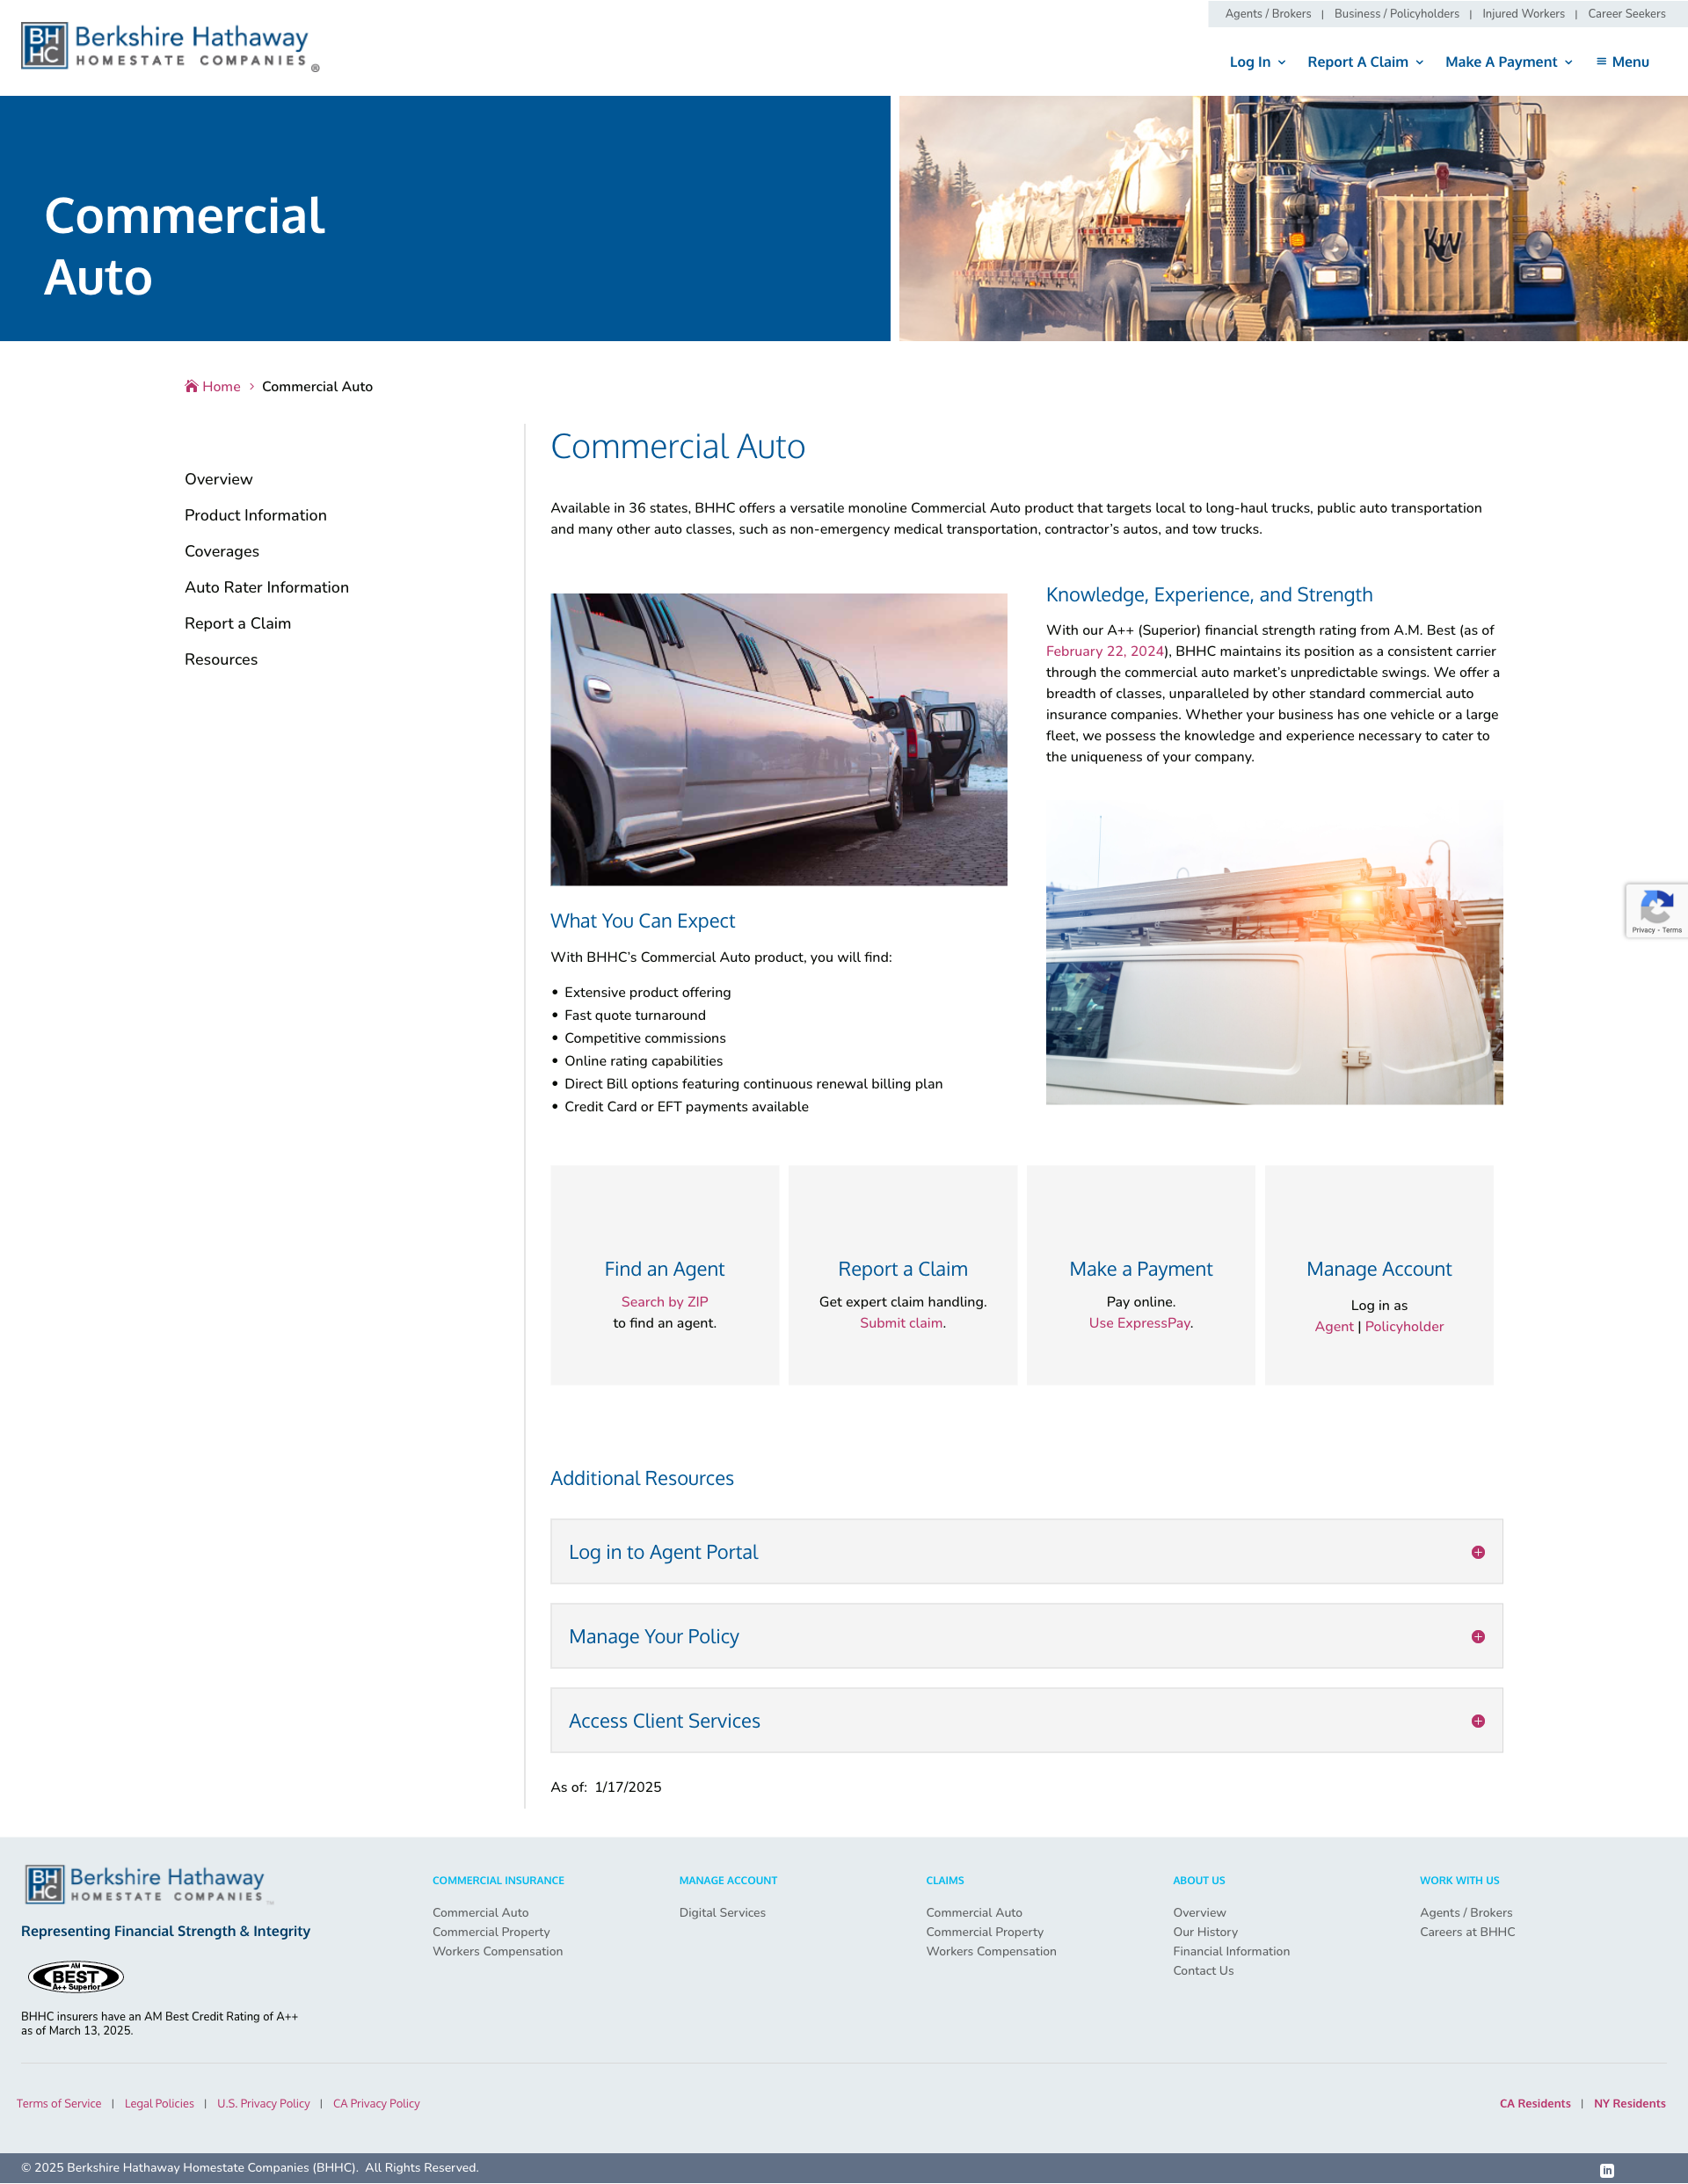 Agents / Brokers | Business / Policyholders | Injured Workers | Career Seekers
BH
HC
Berkshire Hathaway
HOMESTATE COMPANIES ®
Log In Report A Claim Make A Payment Menu
Commercial
Auto
KW
Home Commercial Auto
Overview
Product Information
Coverages
Auto Rater Information
Report a Claim
Resources
Commercial Auto
Available in 36 states, BHHC offers a versatile monoline Commercial Auto product that targets local to long-haul trucks, public auto transportation
and many other auto classes, such as non-emergency medical transportation, contractor’s autos, and tow trucks.
Knowledge, Experience, and Strength
With our A++ (Superior) financial strength rating from A.M. Best (as of
February 22, 2024), BHHC maintains its position as a consistent carrier
through the commercial auto market’s unpredictable swings. We offer a
breadth of classes, unparalleled by other standard commercial auto
insurance companies. Whether your business has one vehicle or a large
fleet, we possess the knowledge and experience necessary to cater to
the uniqueness of your company.
Privacy - Terms
What You Can Expect
With BHHC’s Commercial Auto product, you will find:
• Extensive product offering
• Fast quote turnaround
• Competitive commissions
• Online rating capabilities
• Direct Bill options featuring continuous renewal billing plan
• Credit Card or EFT payments available
Find an Agent
Search by ZIP
to find an agent.
Report a Claim
Get expert claim handling.
Submit claim.
Make a Payment
Pay online.
Use ExpressPay.
Manage Account
Log in as
Agent | Policyholder
Additional Resources
Log in to Agent Portal
Manage Your Policy
Access Client Services
As of: 1/17/2025
BH
HC
Berkshire Hathaway
HOMESTATE COMPANIES ™
Representing Financial Strength & Integrity
AM
BEST
A++ Superior
BHHC insurers have an AM Best Credit Rating of A++
as of March 13, 2025.
COMMERCIAL INSURANCE
Commercial Auto
Commercial Property
Workers Compensation
MANAGE ACCOUNT
Digital Services
CLAIMS
Commercial Auto
Commercial Property
Workers Compensation
ABOUT US
Overview
Our History
Financial Information
Contact Us
WORK WITH US
Agents / Brokers
Careers at BHHC
Terms of Service | Legal Policies | U.S. Privacy Policy | CA Privacy Policy
CA Residents | NY Residents
© 2025 Berkshire Hathaway Homestate Companies (BHHC). All Rights Reserved.
in